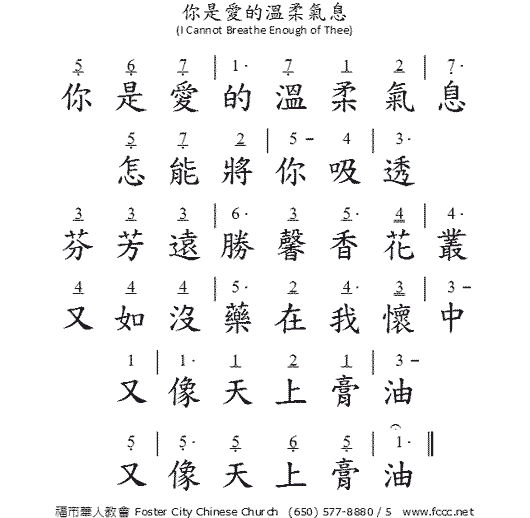 你是愛的溫柔氣息
(I Cannot Breathe Enough of Thee)
5 6 7 | 1· 7 1 2 | 7·
你是愛的溫柔氣息
5 7 2 | 5 – 4 | 3·
怎能將你吸透
3 3 3 | 6· 3 5· 4 | 4·
芬芳遠勝馨香花叢
4 4 4 | 5· 2 4· 3 | 3 –
又如沒藥在我懷中
1 | 1· 1 2 1 | 3 –
又像天上膏油
5 | 5· 5 6 5 | 1· ‖
又像天上膏油
福市華人教會 Foster City Chinese Church (650) 577-8880 / 5 www.fccc.net